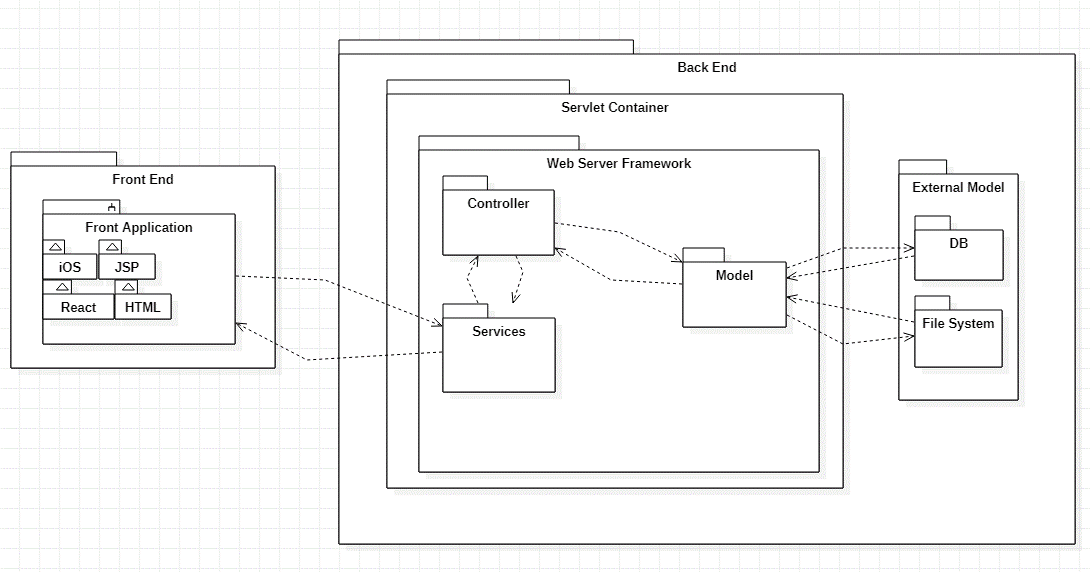 Back End
Servlet Container
Web Server Framework
Front End
Front Application
iOS
JSP
React
HTML
Controller
Services
Model
External Model
DB
File System